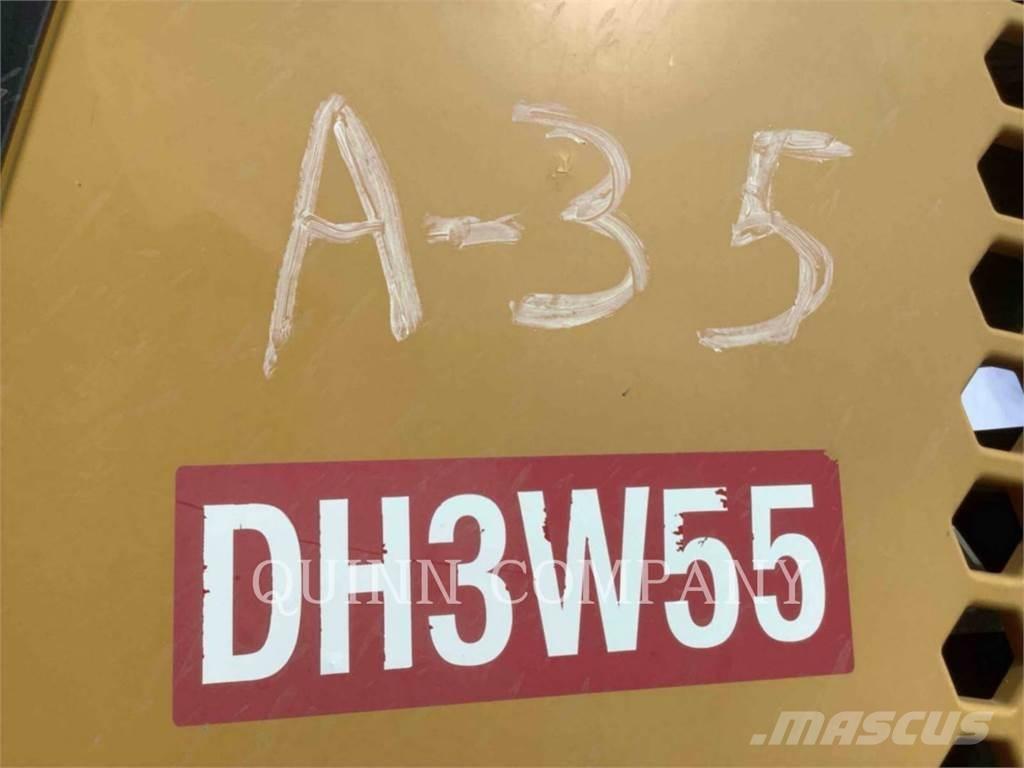 A-35
DH3W55
QUINN COMPANY
.MASCUS